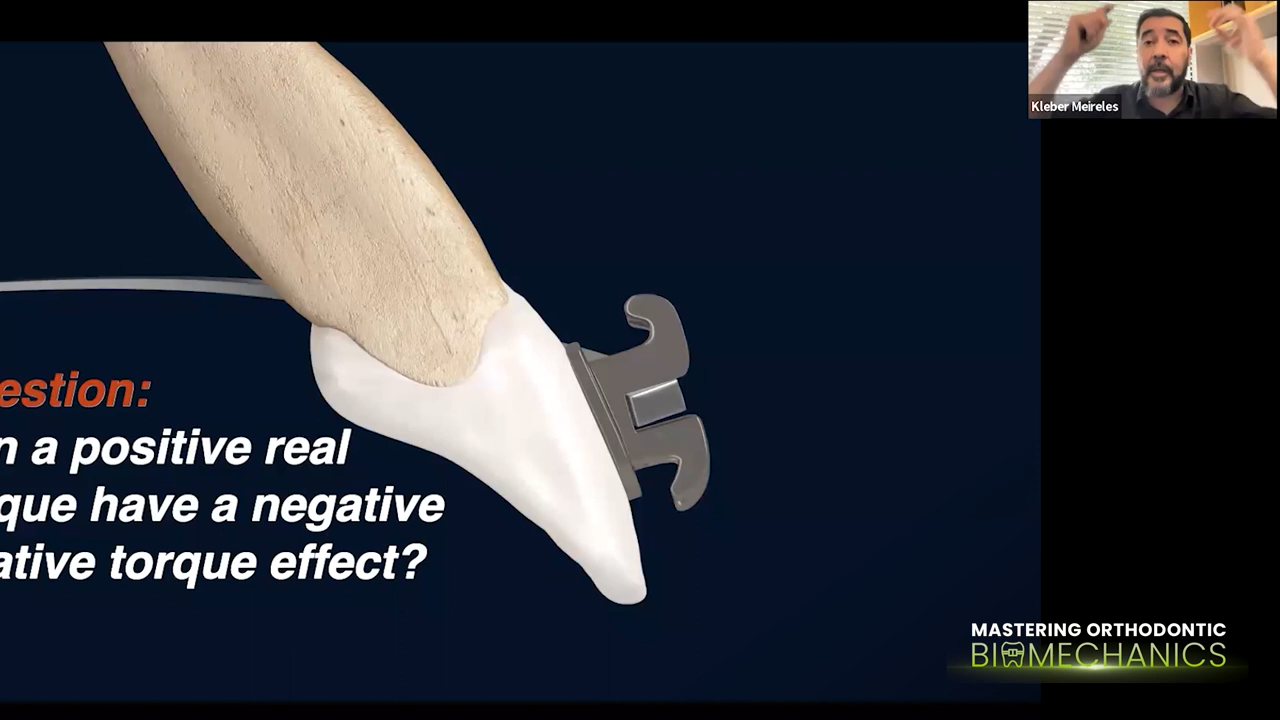 Kleber Meireles
estion:
n a positive real
que have a negative
ative torque effect?
MASTERING ORTHODONTIC
BIOMECHANICS